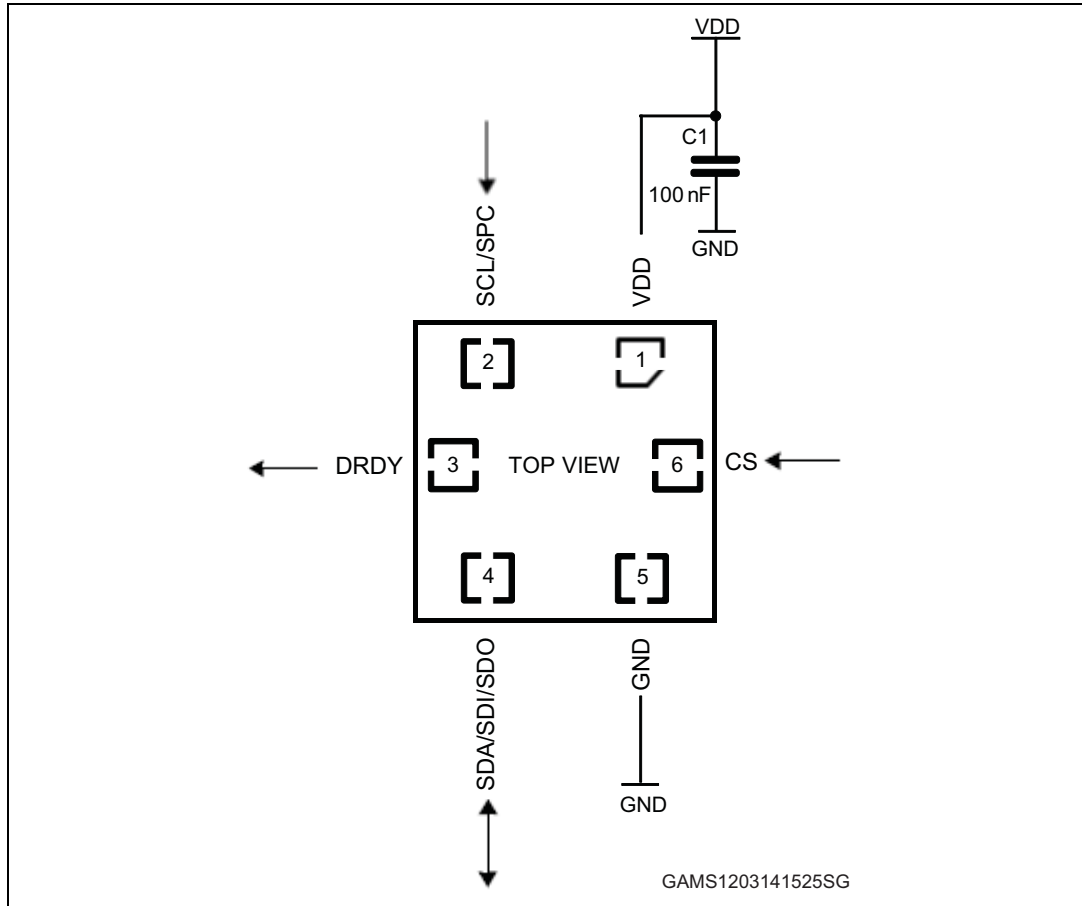 VDD
C1
100 nF
GND
SCL/SPC
VDD
2
1
DRDY
3
TOP VIEW
6
CS
4
5
SDA/SDI/SDO
GND
GND
GAMS1203141525SG